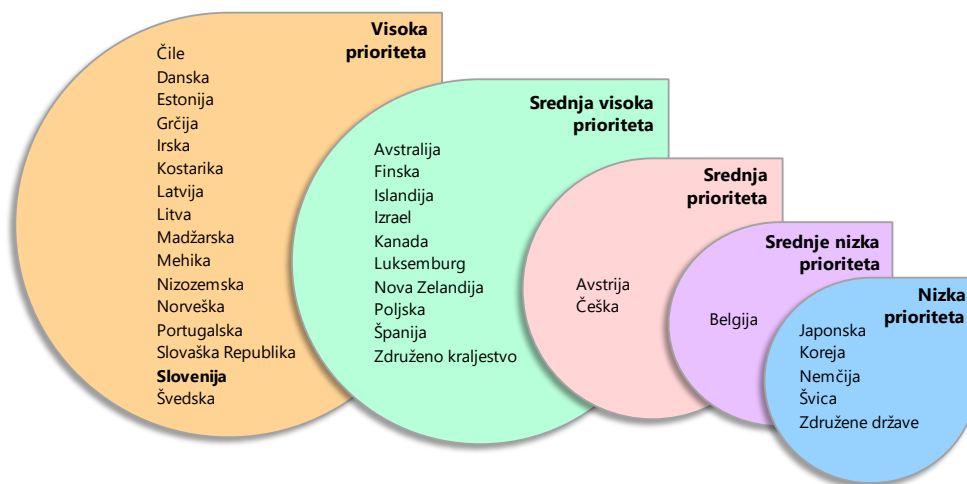 Visoka
prioriteta
Čile
Danska
Estonija
Grčija
Irska
Kostarika
Latvija
Litva
Madžarska
Mehika
Nizozemska
Norveška
Portugalska
Slovaška Republika
Slovenija
Švedska
Srednja visoka
prioriteta
Avstralija
Finska
Islandija
Izrael
Kanada
Luksemburg
Nova Zelandija
Poljska
Španija
Združeno kraljestvo
Srednja
prioriteta
Avstrija
Češka
Srednje nizka
prioriteta
Belgija
Nizka
prioriteta
Japonska
Koreja
Nemčija
Švica
Združene države